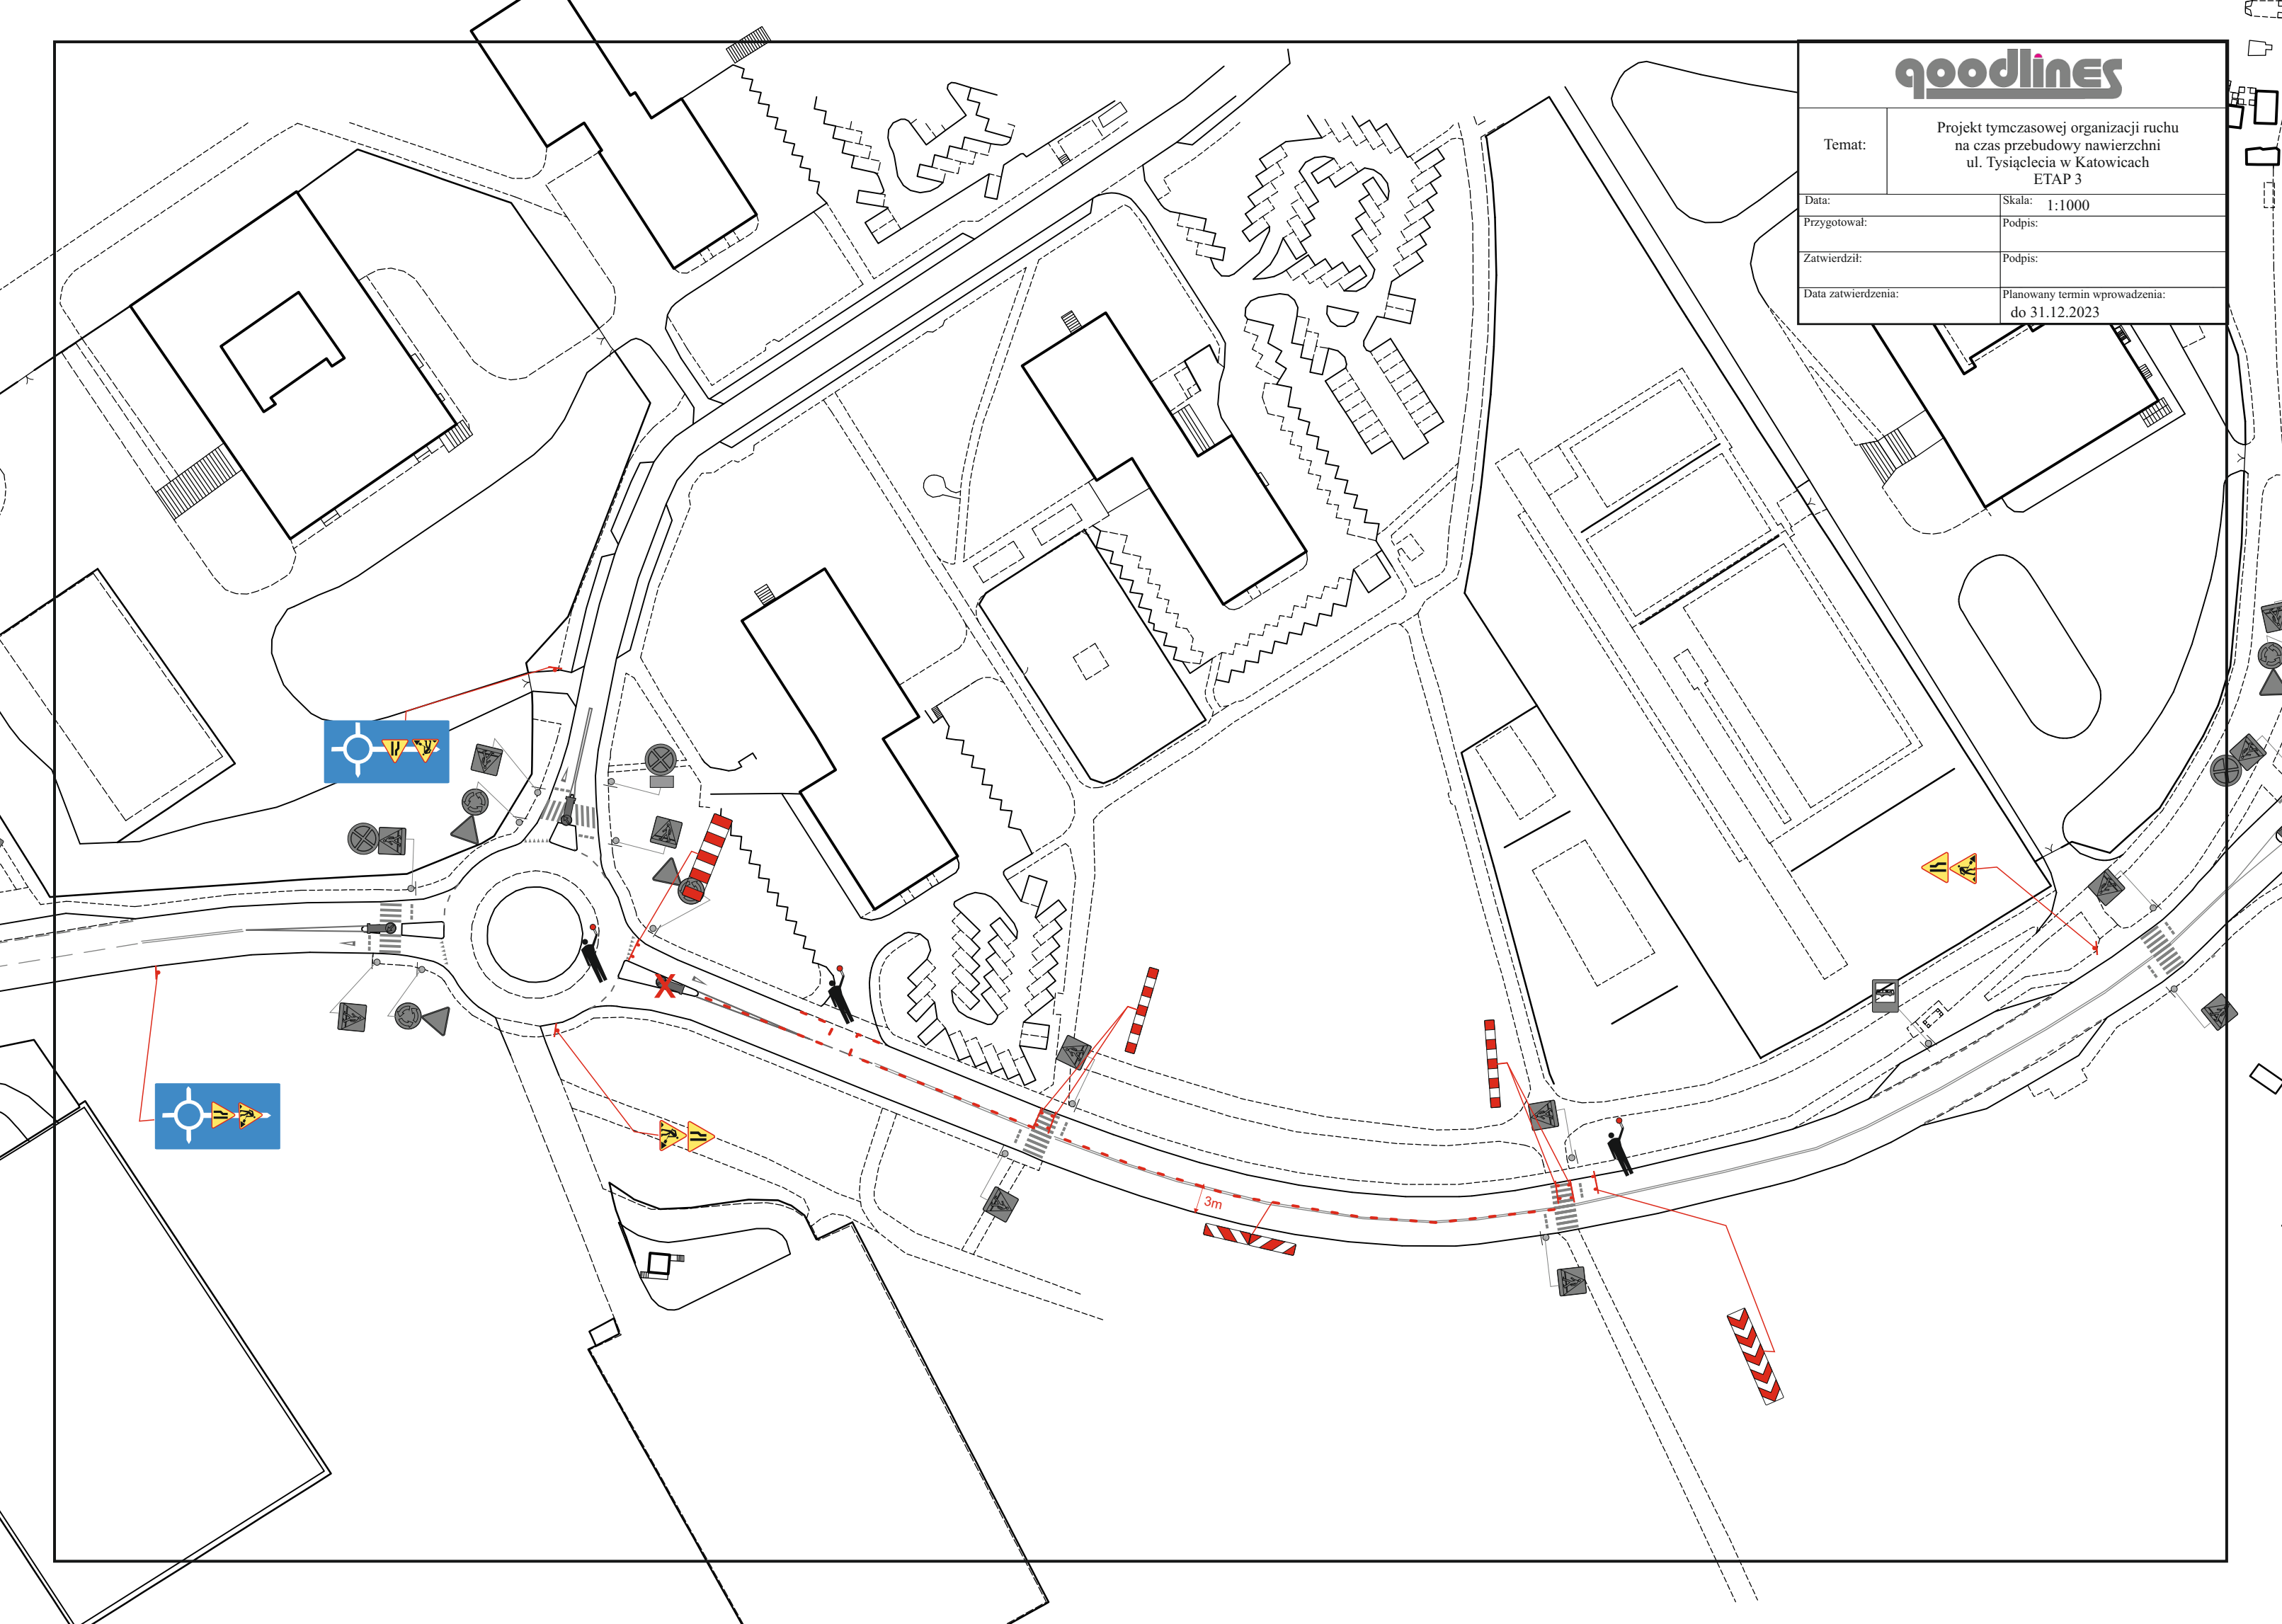 goodlines
Temat:
Projekt tymczasowej organizacji ruchu
na czas przebudowy nawierzchni
ul. Tysiąclecia w Katowicach
ETAP 3
Data:
Skala: 1:1000
Przygotował:
Podpis:
Zatwierdził:
Podpis:
Data zatwierdzenia:
Planowany termin wprowadzenia:
do 31.12.2023
X
3m